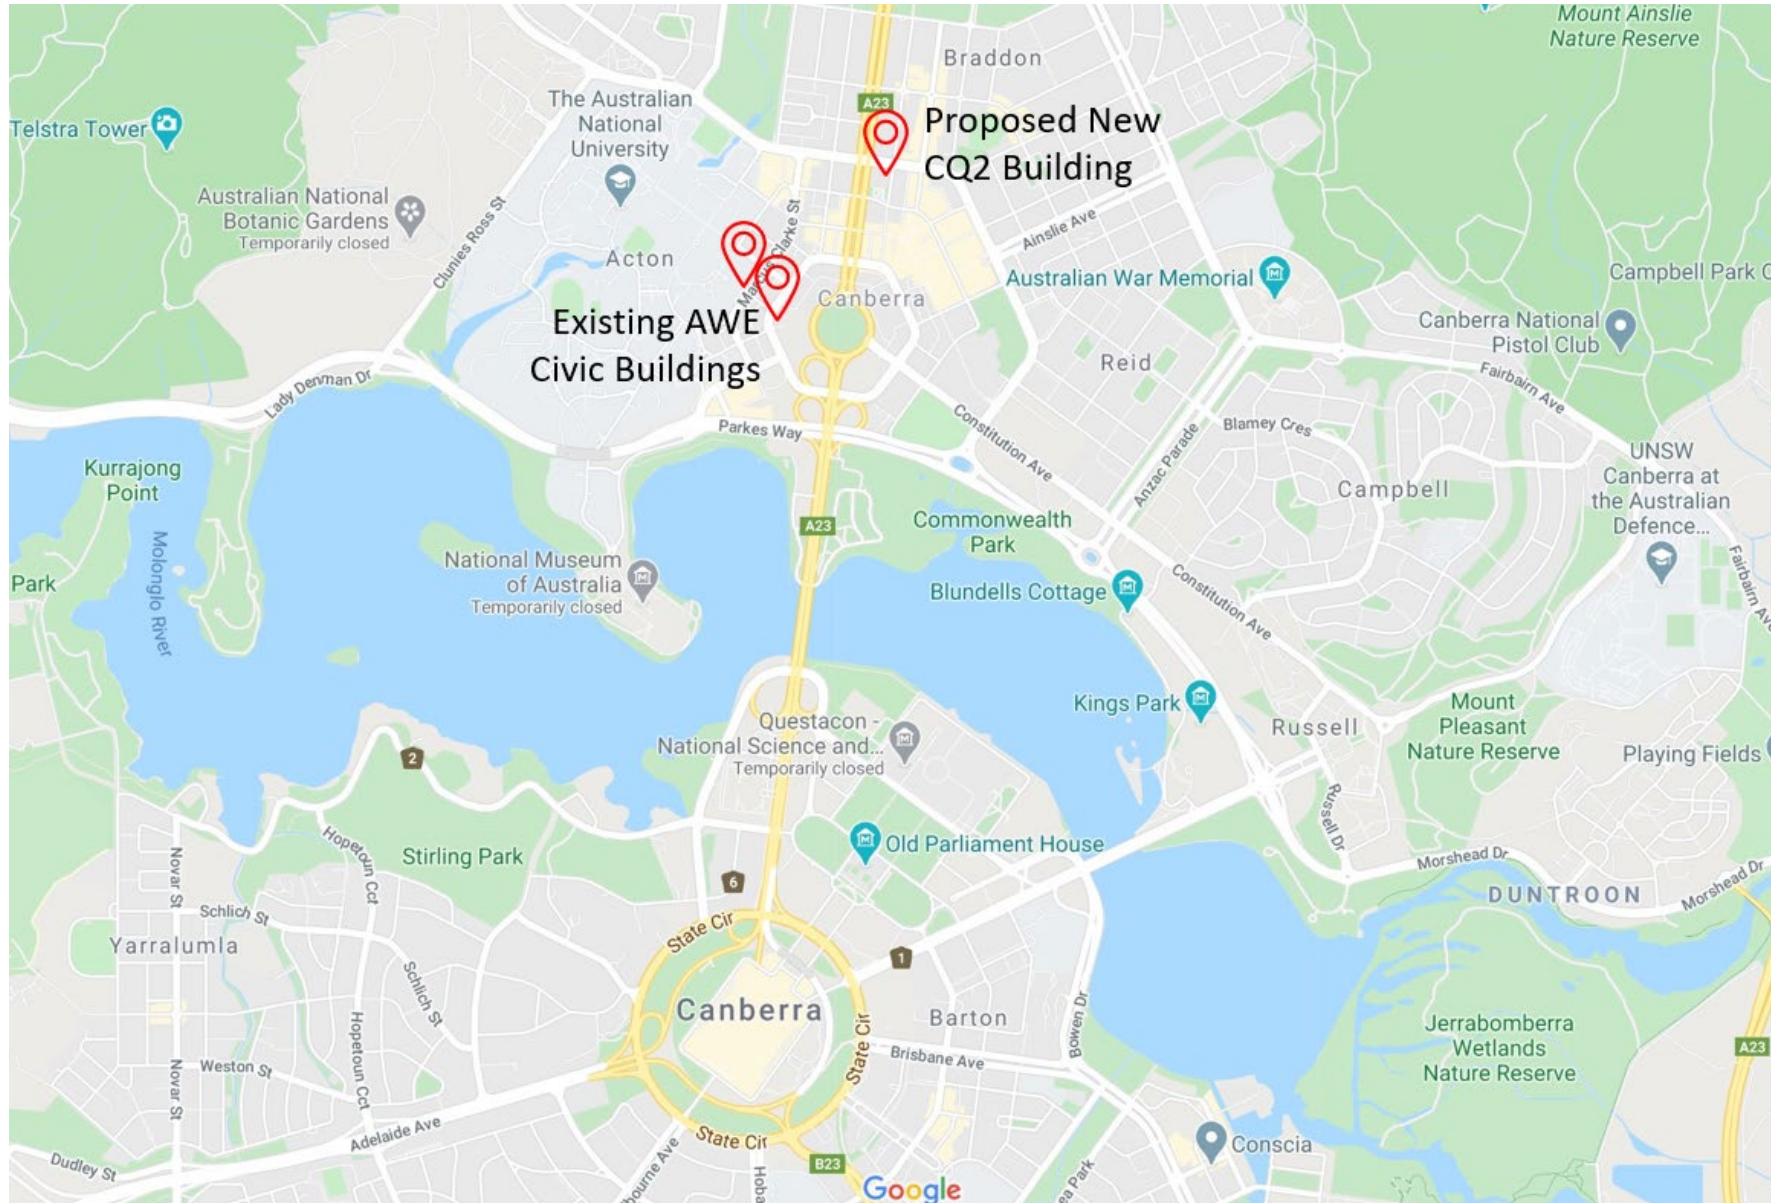 Mount Ainslie
Nature Reserve
Braddon
The Australian
National
University
A23
Proposed New
CQ2 Building
Telstra Tower
Australian National
Botanic Gardens
Temporarily closed
Clunies Ross St
Acton
Marcus Clarke St
Ainslie Ave
Australian War Memorial
Campbell Park
Canberra
Existing AWE
Civic Buildings
Reid
Canberra National
Pistol Club
Lady Denman Dr
Fairbairn Ave
Parkes Way
Constitution Ave
Anzac Parade
Blamey Cres
Kurrajong
Point
UNSW
Canberra at
the Australian
Defence...
Campbell
Molonglo River
A23
Commonwealth
Park
National Museum
of Australia
Temporarily closed
Park
Blundells Cottage
Constitution Ave
Fairbairn Ave
Kings Park
Russell
Mount
Pleasant
Nature Reserve
Playing Fields
Questacon -
National Science and...
Temporarily closed
2
Russell Dr
Hopetoun Cct
Stirling Park
Old Parliament House
Morshead Dr
Morshead Dr
DUNTROON
Novar St
6
Schlich St
State Cir
Yarralumla
1
Schlich St
Canberra
Barton
Bowen Dr
Jerrabomberra
Wetlands
Nature Reserve
A23
Hopetoun Cct
Weston St
Novar St
State Cir
Brisbane Ave
Adelaide Ave
State Cir
Conscia
Dudley St
B23
Google